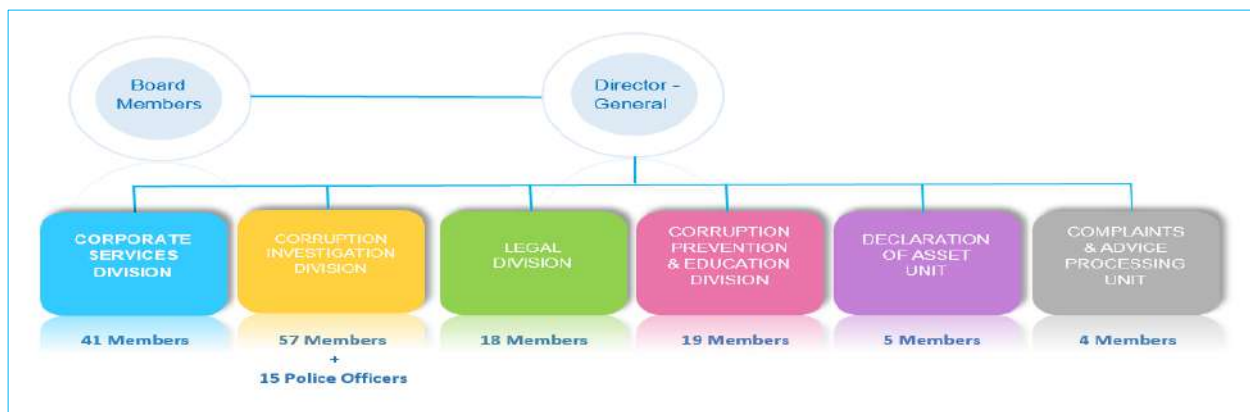 Board
Members
Director -
General
CORPORATE
SERVICES
DIVISION
CORRUPTION
INVESTIGATION
DIVISION
LEGAL
DIVISION
CORRUPTION
PREVENTION
& EDUCATION
DIVISION
DECLARATION
OF ASSET
UNIT
COMPLAINTS
& ADVICE
PROCESSING
UNIT
41 Members
57 Members
+
15 Police Officers
18 Members
19 Members
5 Members
4 Members